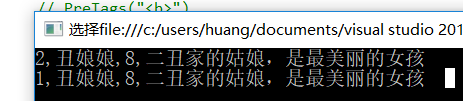 // PreTags("<b>")
选择file:///c:/users/huang/documents/visual studio 201
2,丑娘娘,8,二丑家的姑娘，是最美丽的女孩
1,丑娘娘,8,二丑家的姑娘，是最美丽的女孩